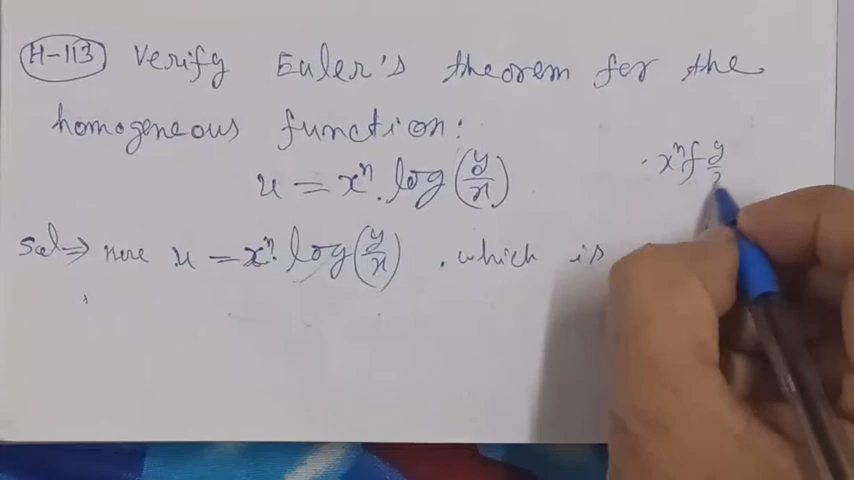 H-113 Verify Euler's theorem for the
homogeneous function:
u = xⁿ. log(y/x)
xⁿf y/x
Sol⇒ Here u = xⁿ. log(y/x), which is